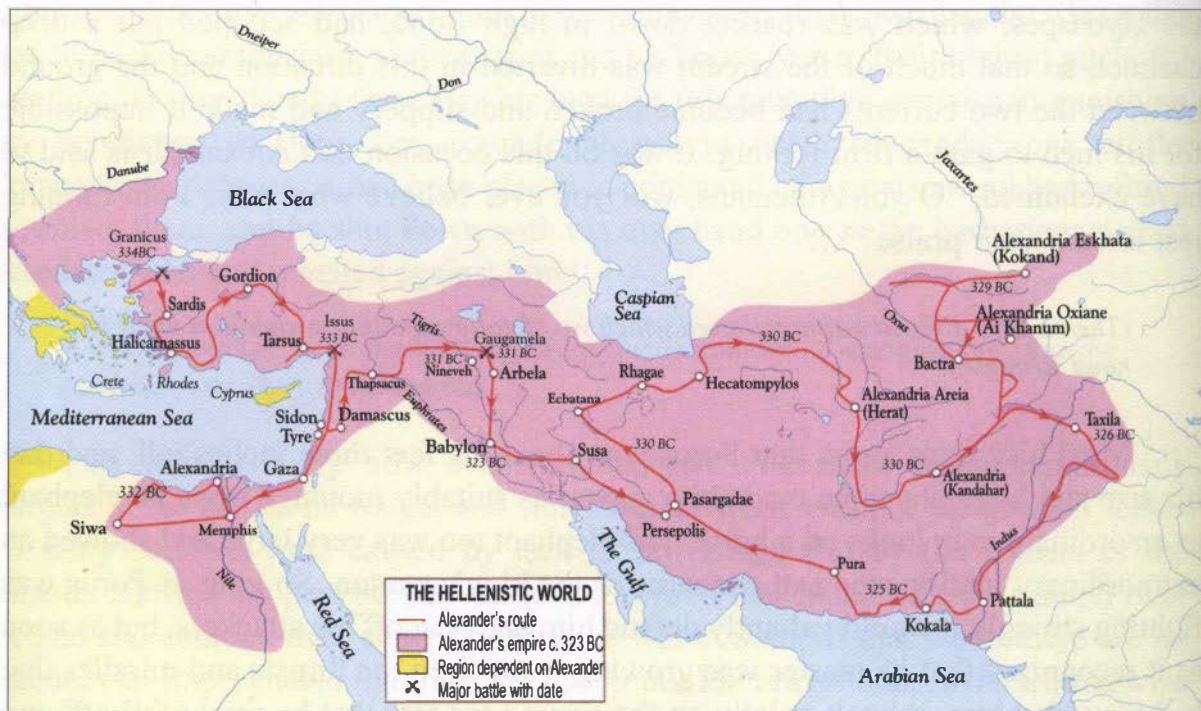 Dneiper
Don
Danube
Jaxartes
Black Sea
Granicus
334BC
Gordion
Sardis
Halicarnassus
Tarsus
Issus
333 BC
Tigris
Gaugamela
331 BC
331 BC
Nineveh
Arbela
Caspian
Sea
Oxus
Alexandria Eskhata
(Kokand)
329 BC
Alexandria Oxiane
(Ai Khanum)
Bactra
330 BC
Rhagae
Hecatompylos
Crete
Rhodes
Cyprus
Thapsacus
Euphrates
Ecbatana
Alexandria Areia
(Herat)
Taxila
326 BC
Mediterranean Sea
Sidon
Tyre
Damascus
Babylon
323 BC
Susa
330 BC
330 BC
Alexandria
(Kandahar)
Alexandria
Gaza
332 BC
Siwa
Memphis
Pasargadae
Persepolis
Indus
Nile
Red Sea
The Gulf
Pura
325 BC
Kokala
Pattala
Arabian Sea
THE HELLENISTIC WORLD
Alexander's route
Alexander's empire c. 323 BC
Region dependent on Alexander
Major battle with date